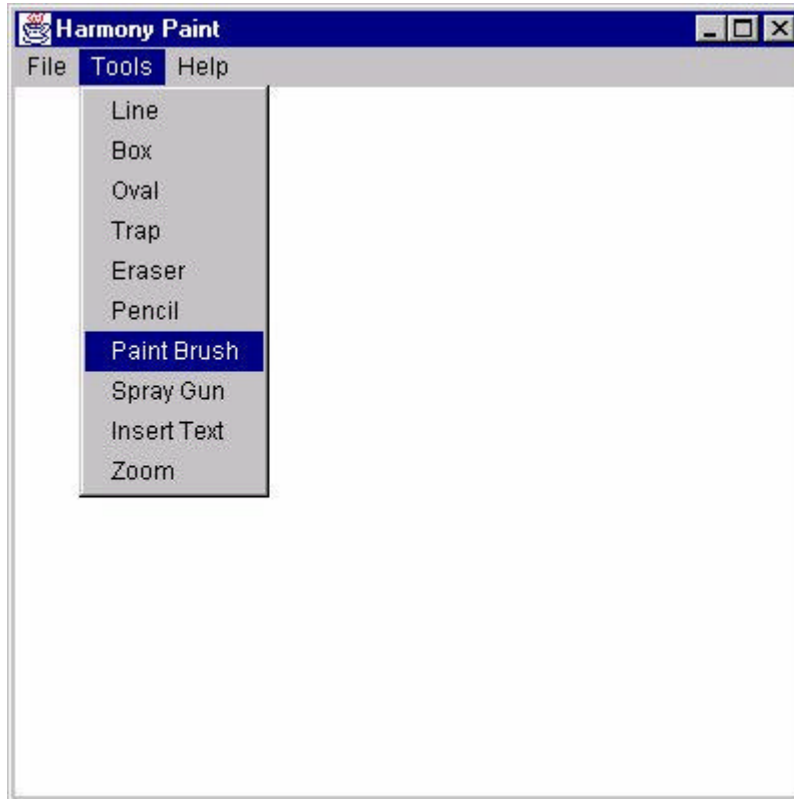 Harmony Paint
File Tools Help
Line
Box
Oval
Trap
Eraser
Pencil
Paint Brush
Spray Gun
Insert Text
Zoom